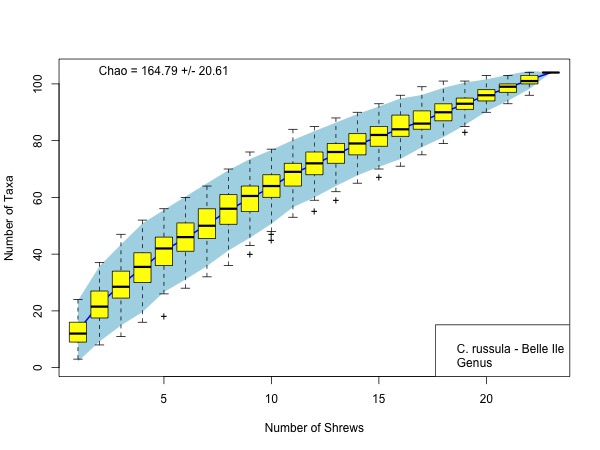 Chao = 164.79 +/- 20.61
Number of Taxa
100
80
60
40
20
0
C. russula - Belle Ile
Genus
5
10
15
20
Number of Shrews